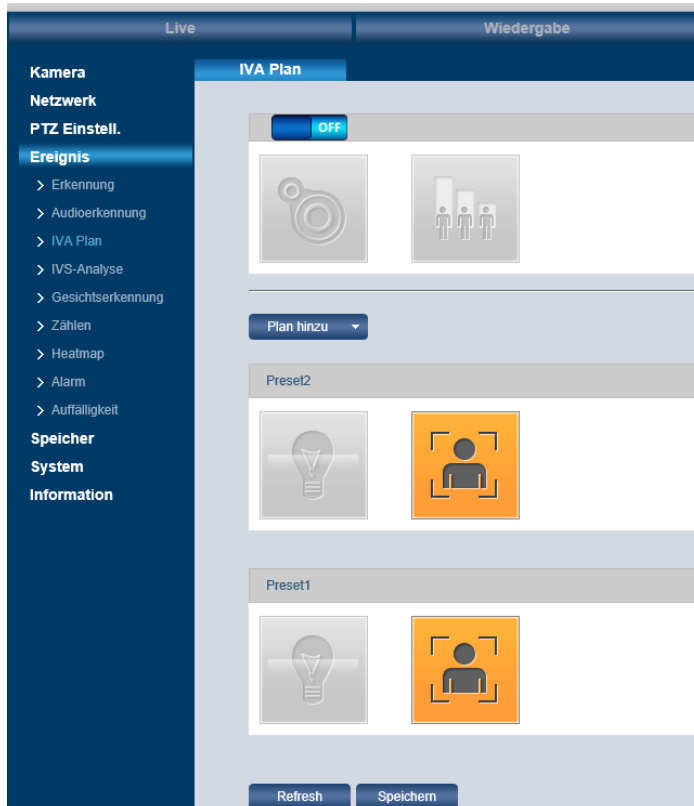 Live
Wiedergabe
Kamera
Netzwerk
PTZ Einstell.
Ereignis
Erkennung
Audioerkennung
IVA Plan
IVS-Analyse
Gesichtserkennung
Zählen
Heatmap
Alarm
Auffälligkeit
Speicher
System
Information
IVA Plan
OFF
Plan hinzu
Preset2
Preset1
Refresh
Speichern